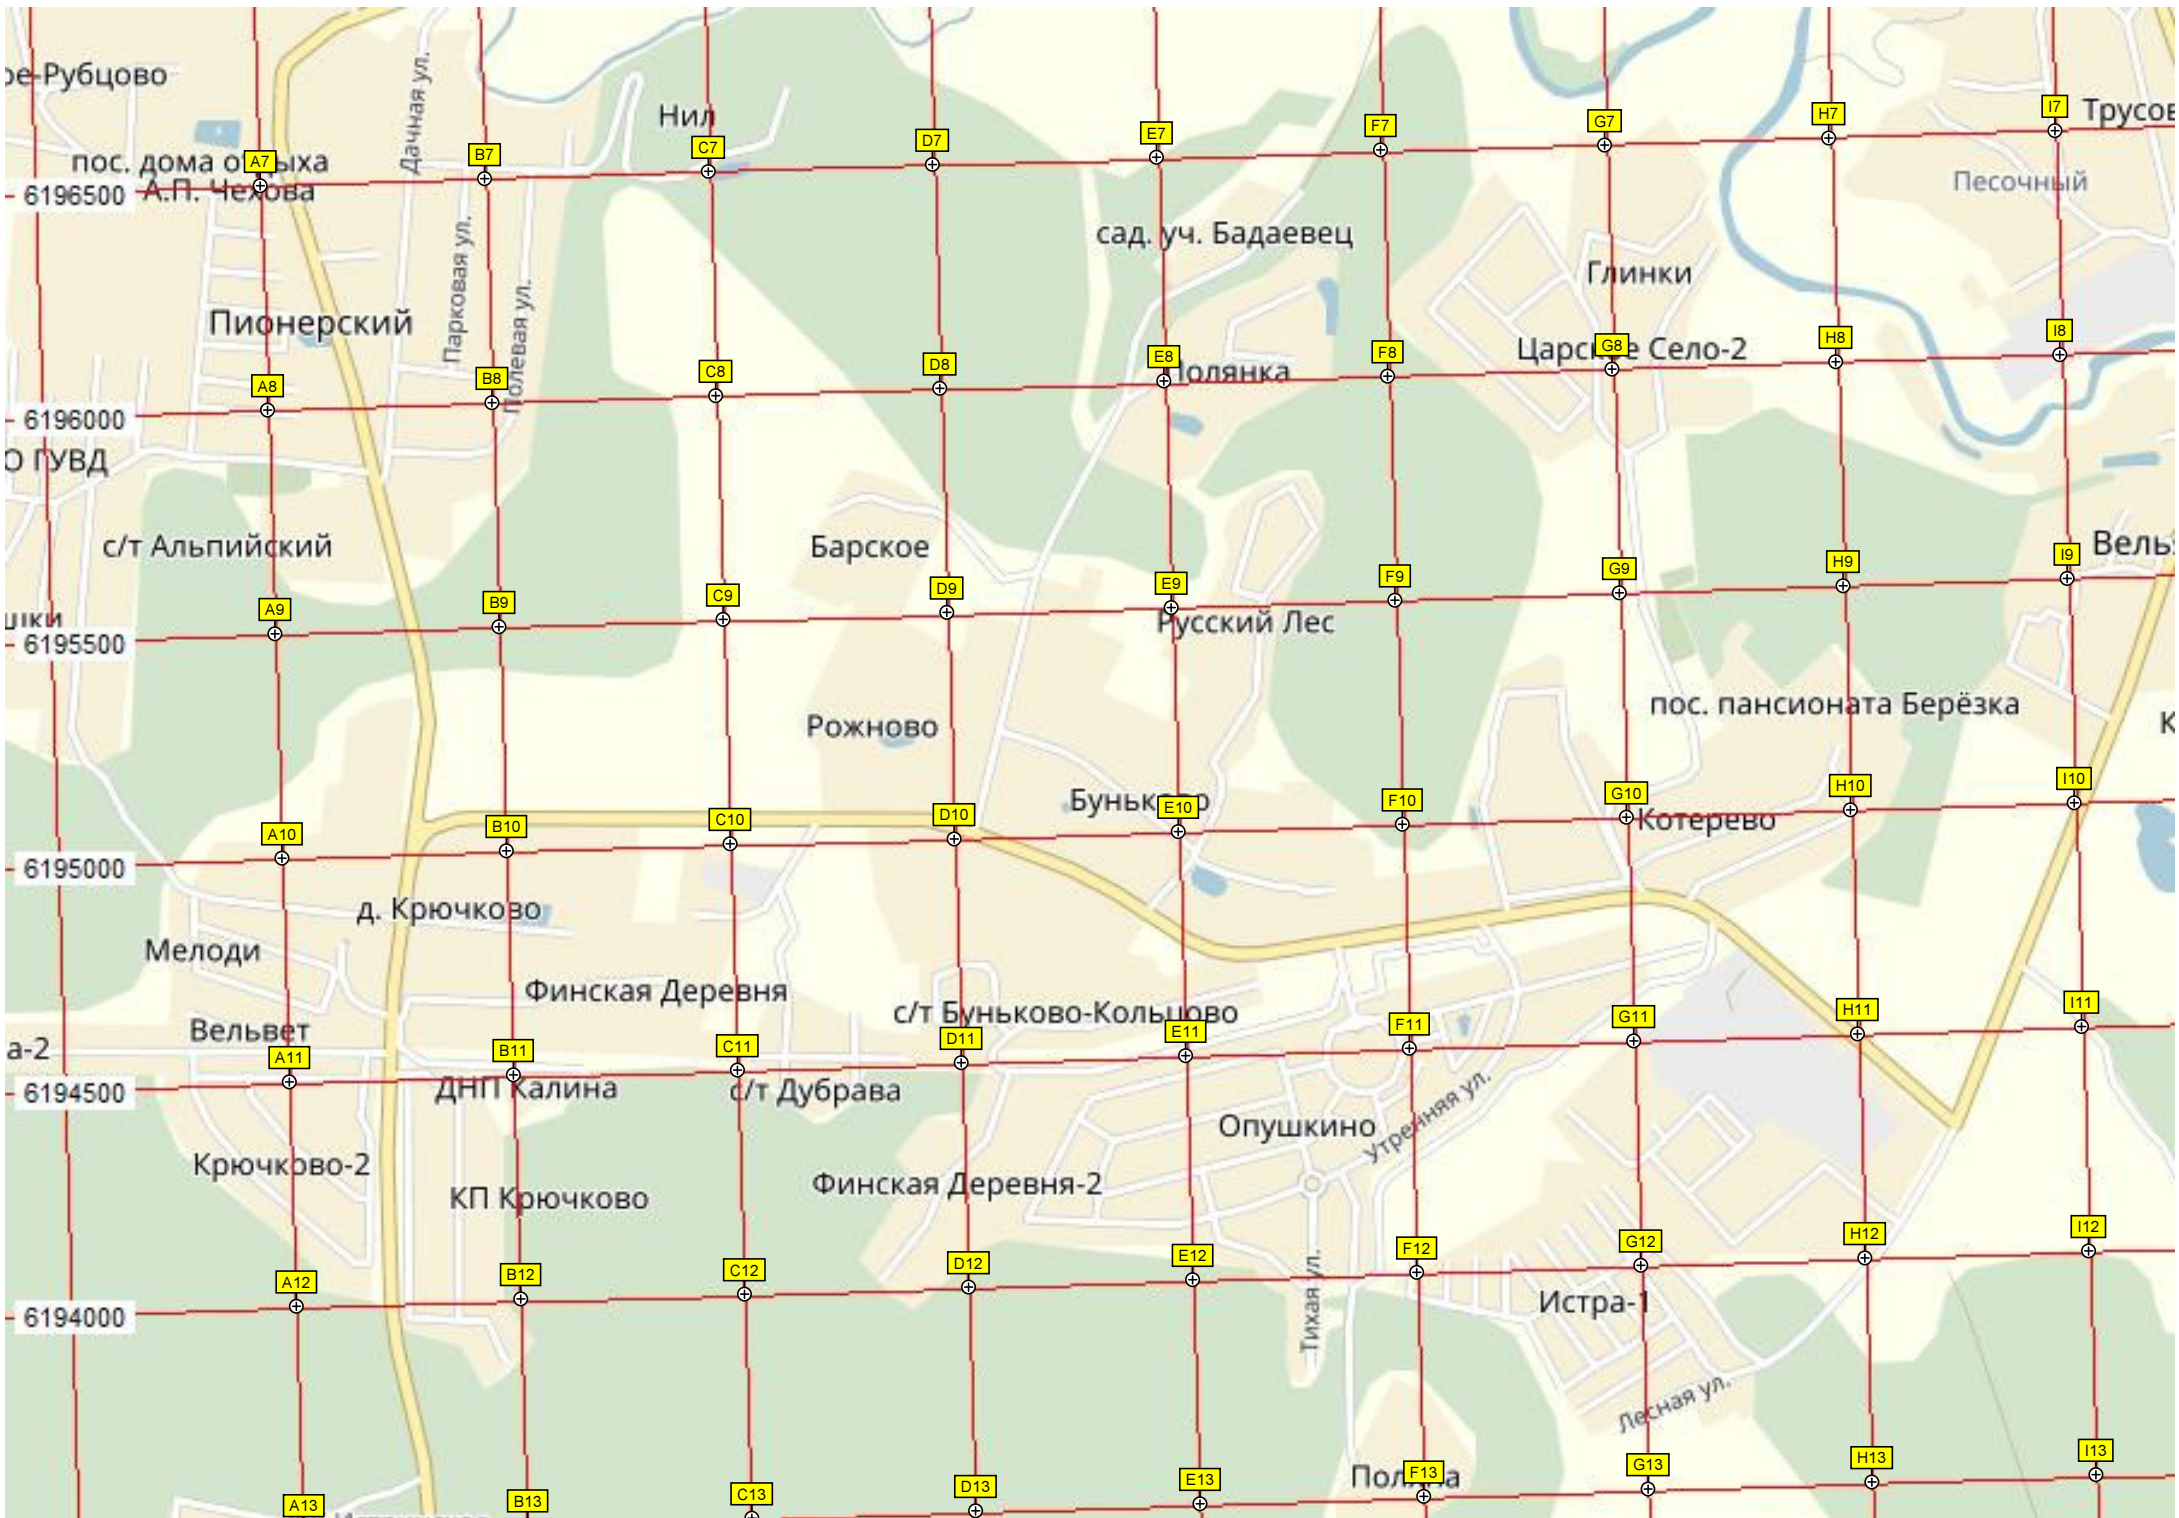 ое-Рубцово
Дачная ул.
Нил
Трусов
пос. дома отдыха
А.П. Чехова
A7
B7
C7
D7
E7
F7
G7
H7
I7
6196500
Песочный
сад. уч. Бадаевец
Глинки
Парковая ул.
Полевая ул.
Пионерский
Царское Село-2
Полянка
A8
B8
C8
D8
E8
F8
G8
H8
I8
6196000
О ГУВД
с/т Альпийский
Барское
Вель
A9
B9
C9
D9
E9
F9
G9
H9
I9
шки
Русский Лес
6195500
пос. пансионата Берёзка
К
Рожново
Буньково
Котерево
A10
B10
C10
D10
E10
F10
G10
H10
I10
6195000
д. Крючково
Мелоди
Финская Деревня
с/т Буньково-Кольцово
Вельвет
а-2
A11
B11
C11
D11
E11
F11
G11
H11
I11
6194500
ДНП Калина
с/т Дубрава
Опушкино
Утренняя ул.
Крючково-2
КП Крючково
Финская Деревня-2
A12
B12
C12
D12
E12
F12
G12
H12
I12
6194000
Тихая ул.
Истра-1
Лесная ул.
Поляна
A13
B13
C13
D13
E13
F13
G13
H13
I13